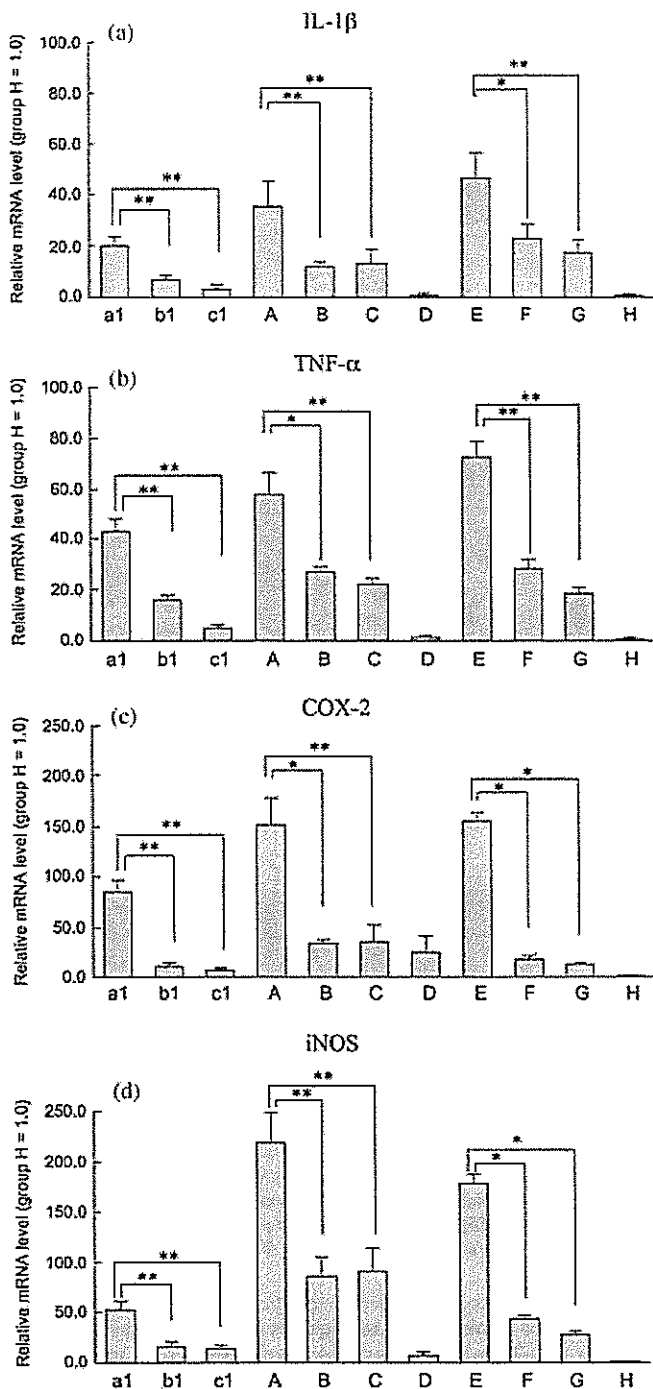 IL-1β
(a)
Relative mRNA level (group H = 1.0)
100.0
80.0
60.0
40.0
20.0
0.0
** ** ** ** ** *
a1 b1 c1 A B C D E F G H
TNF-α
(b)
Relative mRNA level (group H = 1.0)
100.0
80.0
60.0
40.0
20.0
0.0
** ** ** * ** **
a1 b1 c1 A B C D E F G H
COX-2
(c)
Relative mRNA level (group H = 1.0)
250.0
200.0
150.0
100.0
50.0
0.0
** ** ** * * *
a1 b1 c1 A B C D E F G H
iNOS
(d)
Relative mRNA level (group H = 1.0)
250.0
200.0
150.0
100.0
50.0
0.0
** ** ** ** * *
a1 b1 c1 A B C D E F G H